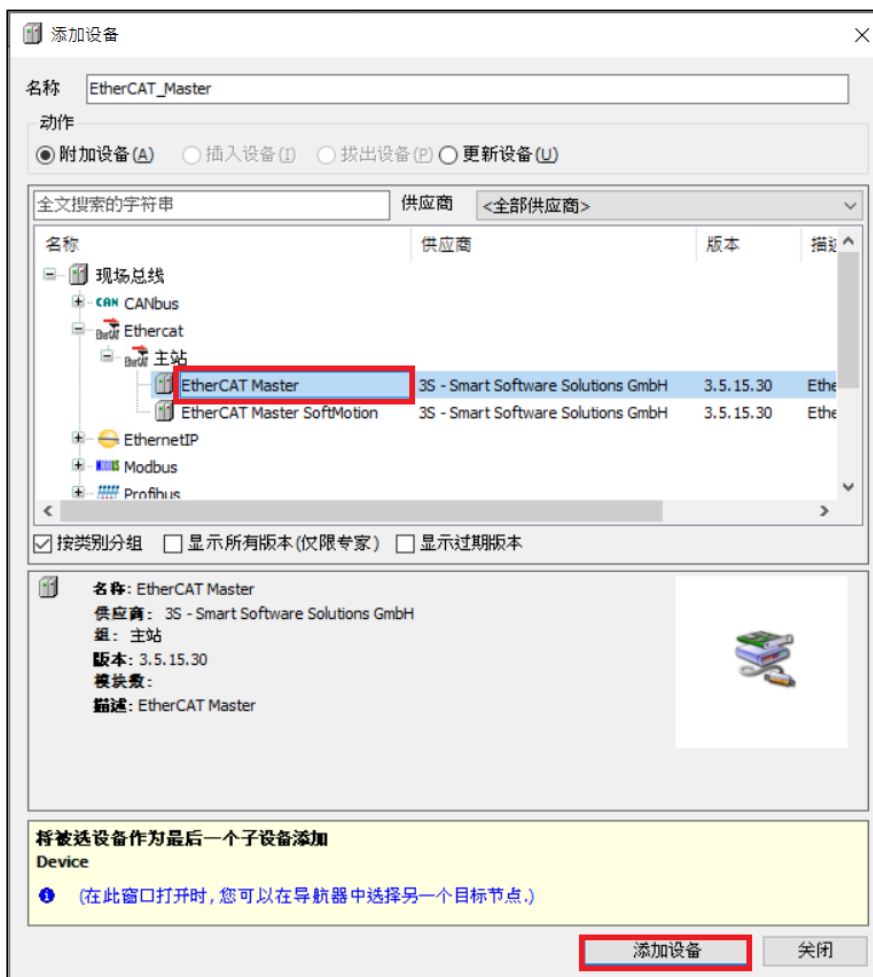 添加设备
名称 EtherCAT_Master
动作
附加设备(A) 插入设备(I) 拔出设备(P) 更新设备(U)
全文搜索的字符串 供应商 <全部供应商>
名称 供应商 版本 描述
现场总线
CAN CANbus
EtherCAT Ethercat
EtherCAT 主站
EtherCAT Master 3S - Smart Software Solutions GmbH 3.5.15.30 Ethe
EtherCAT Master SoftMotion 3S - Smart Software Solutions GmbH 3.5.15.30 Ethe
EthernetIP
Modbus
Profibus
按类别分组 显示所有版本(仅限专家) 显示过期版本
名称: EtherCAT Master
供应商: 3S - Smart Software Solutions GmbH
组: 主站
版本: 3.5.15.30
模块数:
描述: EtherCAT Master
将被选设备作为最后一个子设备添加
Device
(在此窗口打开时,您可以在导航器中选择另一个目标节点.)
添加设备 关闭